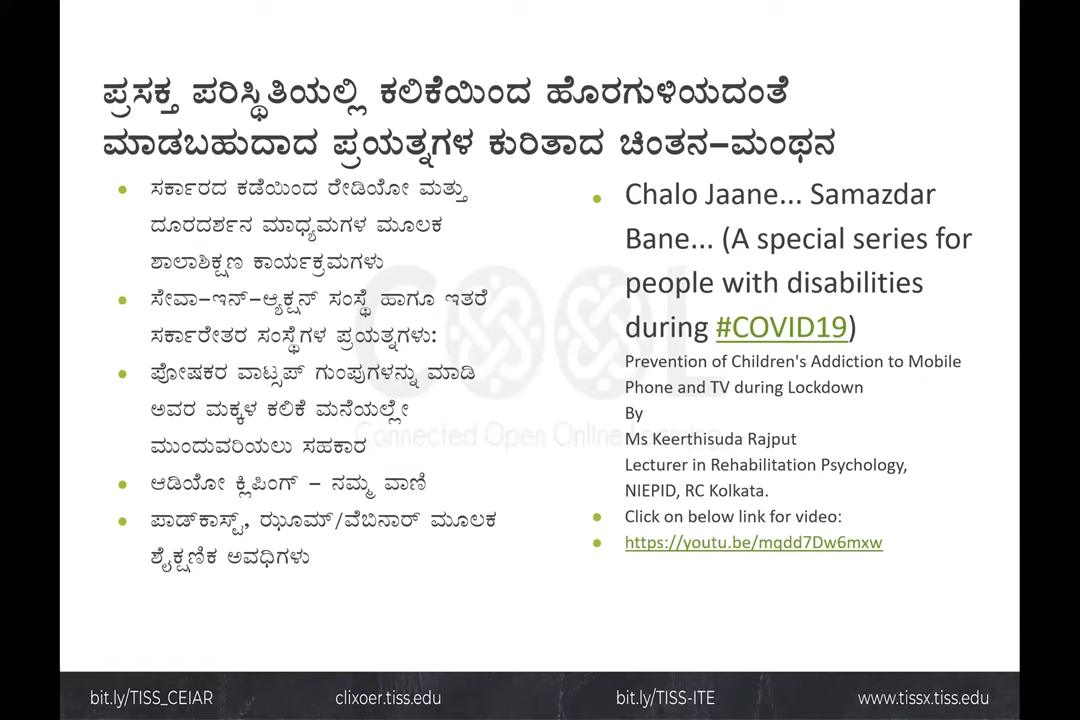 ಪ್ರಸಕ್ತ ಪರಿಸ್ಥಿತಿಯಲ್ಲಿ ಕಲಿಕೆಯಿಂದ ಹೊರಗುಳಿಯದಂತೆ
ಮಾಡಬಹುದಾದ ಪ್ರಯತ್ನಗಳ ಕುರಿತಾದ ಚಿಂತನ-ಮಂಥನ
ಸರ್ಕಾರದ ಕಡೆಯಿಂದ ರೇಡಿಯೋ ಮತ್ತು
ದೂರದರ್ಶನ ಮಾಧ್ಯಮಗಳ ಮೂಲಕ
ಶಾಲಾಶಿಕ್ಷಣ ಕಾರ್ಯಕ್ರಮಗಳು
ಸೇವಾ-ಇನ್-ಆ್ಯಕ್ಷನ್ ಸಂಸ್ಥೆ ಹಾಗೂ ಇತರೆ
ಸರ್ಕಾರೇತರ ಸಂಸ್ಥೆಗಳ ಪ್ರಯತ್ನಗಳು:
ಪೋಷಕರ ವಾಟ್ಸಪ್ ಗುಂಪುಗಳನ್ನು ಮಾಡಿ
ಅವರ ಮಕ್ಕಳ ಕಲಿಕೆ ಮನೆಯಲ್ಲೇ
ಮುಂದುವರಿಯಲು ಸಹಕಾರ
ಆಡಿಯೋ ಕ್ಲಿಪಿಂಗ್ - ನಮ್ಮ ವಾಣಿ
ಪಾಡ್‌ಕಾಸ್ಟ್, ಝೂಮ್/ವೆಬಿನಾರ್ ಮೂಲಕ
ಶೈಕ್ಷಣಿಕ ಅವಧಿಗಳು
Chalo Jaane... Samazdar
Bane... (A special series for
people with disabilities
during #COVID19)
Prevention of Children's Addiction to Mobile
Phone and TV during Lockdown
By
Ms Keerthisuda Rajput
Lecturer in Rehabilitation Psychology,
NIEPID, RC Kolkata.
Click on below link for video:
https://youtu.be/mqdd7Dw6mxw
COOL
Connected Open Online Learning
bit.ly/TISS_CEIAR
clixoer.tiss.edu
bit.ly/TISS-ITE
www.tissx.tiss.edu